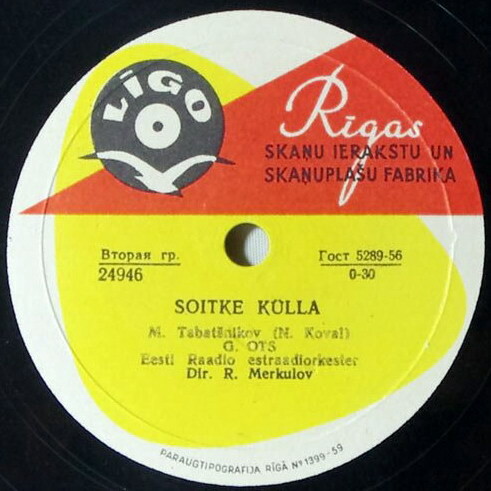 LĪGO
Rīgas
SKAŅU IERAKSTU UN
SKAŅUPLAŠU FABRIKA
Вторая гр.
24946
Гост 5289-56
0-30
SOITKE KÜLLA
M. Tabatšnikov (N. Koval)
G. OTS
Eesti Raadio estraadiorkester
Dir. R. Merkulov
PARAUGTIPOGRAFIJA RĪGĀ Nº 1399-59